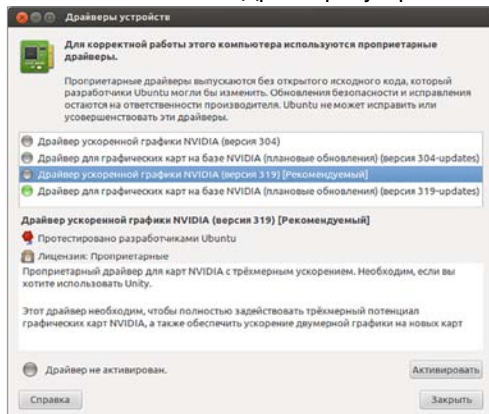 Драйверы устройств
Для корректной работы этого компьютера используются проприетарные
драйверы.
Проприетарные драйверы выпускаются без открытого исходного кода, который
разработчики Ubuntu могли бы изменить. Обновления безопасности и исправления
остаются на ответственности производителя. Ubuntu не может исправить или
усовершенствовать эти драйверы.
Драйвер ускоренной графики NVIDIA (версия 304)
Драйвер для графических карт на базе NVIDIA (плановые обновления) (версия 304-updates)
Драйвер ускоренной графики NVIDIA (версия 319) [Рекомендуемый]
Драйвер для графических карт на базе NVIDIA (плановые обновления) (версия 319-updates)
Драйвер ускоренной графики NVIDIA (версия 319) [Рекомендуемый]
Протестировано разработчиками Ubuntu
Лицензия: Проприетарные
Проприетарный драйвер для карт NVIDIA с трёхмерным ускорением. Необходим, если вы
хотите использовать Unity.
Этот драйвер необходим, чтобы полностью задействовать трёхмерный потенциал
графических карт NVIDIA, а также обеспечить ускорение двумерной графики на новых карт
Драйвер не активирован.
Активировать
Справка
Закрыть